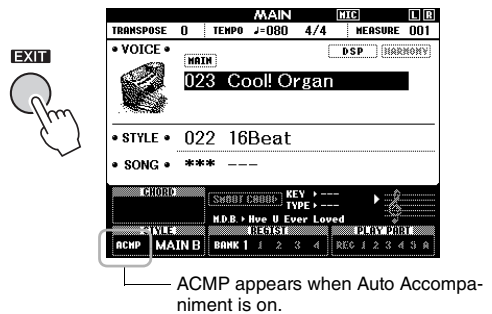 MAIN MIC L R
TRANSPOSE 0 TEMPO ♩=080 4/4 MEASURE 001
EXIT
• VOICE • DSP HARMONY
MAIN
023 Cool! Organ
• STYLE • 022 16Beat
• SONG • *** ---
CHORD SMART CHORD KEY ▸ ---
TYPE ▸ ---
M.D.B. ▸ Hve U Ever Loved
STYLE REGIST PLAY PART
ACMP MAIN B BANK 1 1 2 3 4 REC 1 2 3 4 5 A
ACMP appears when Auto Accompa-
niment is on.